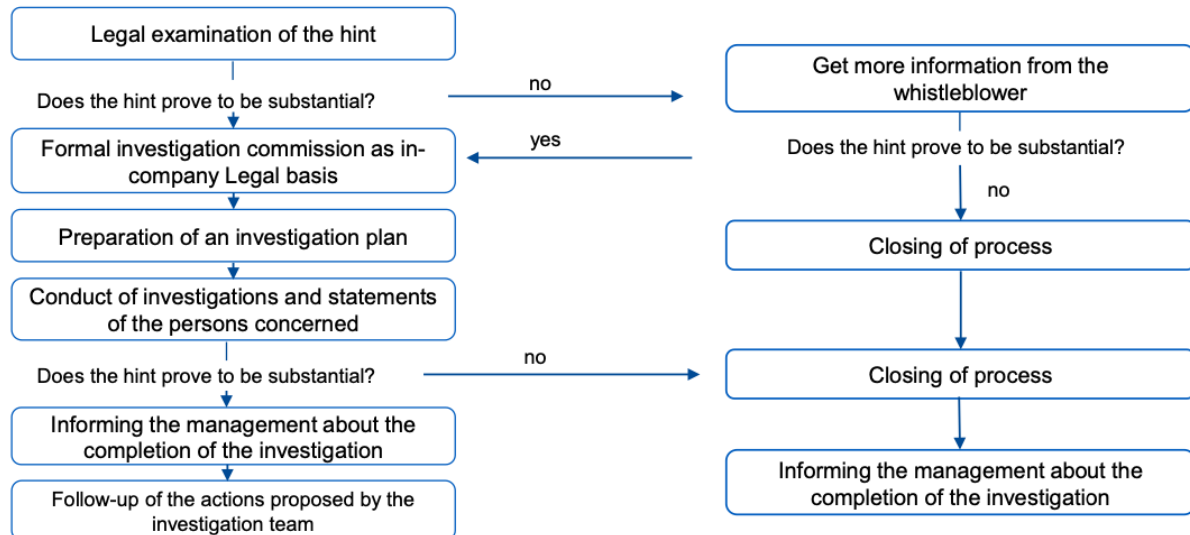 Legal examination of the hint
Does the hint prove to be substantial?
no
Get more information from the
whistleblower
Formal investigation commission as in-
company Legal basis
yes
Does the hint prove to be substantial?
no
Preparation of an investigation plan
Closing of process
Conduct of investigations and statements
of the persons concerned
Does the hint prove to be substantial?
no
Closing of process
Informing the management about the
completion of the investigation
Informing the management about the
completion of the investigation
Follow-up of the actions proposed by the
investigation team